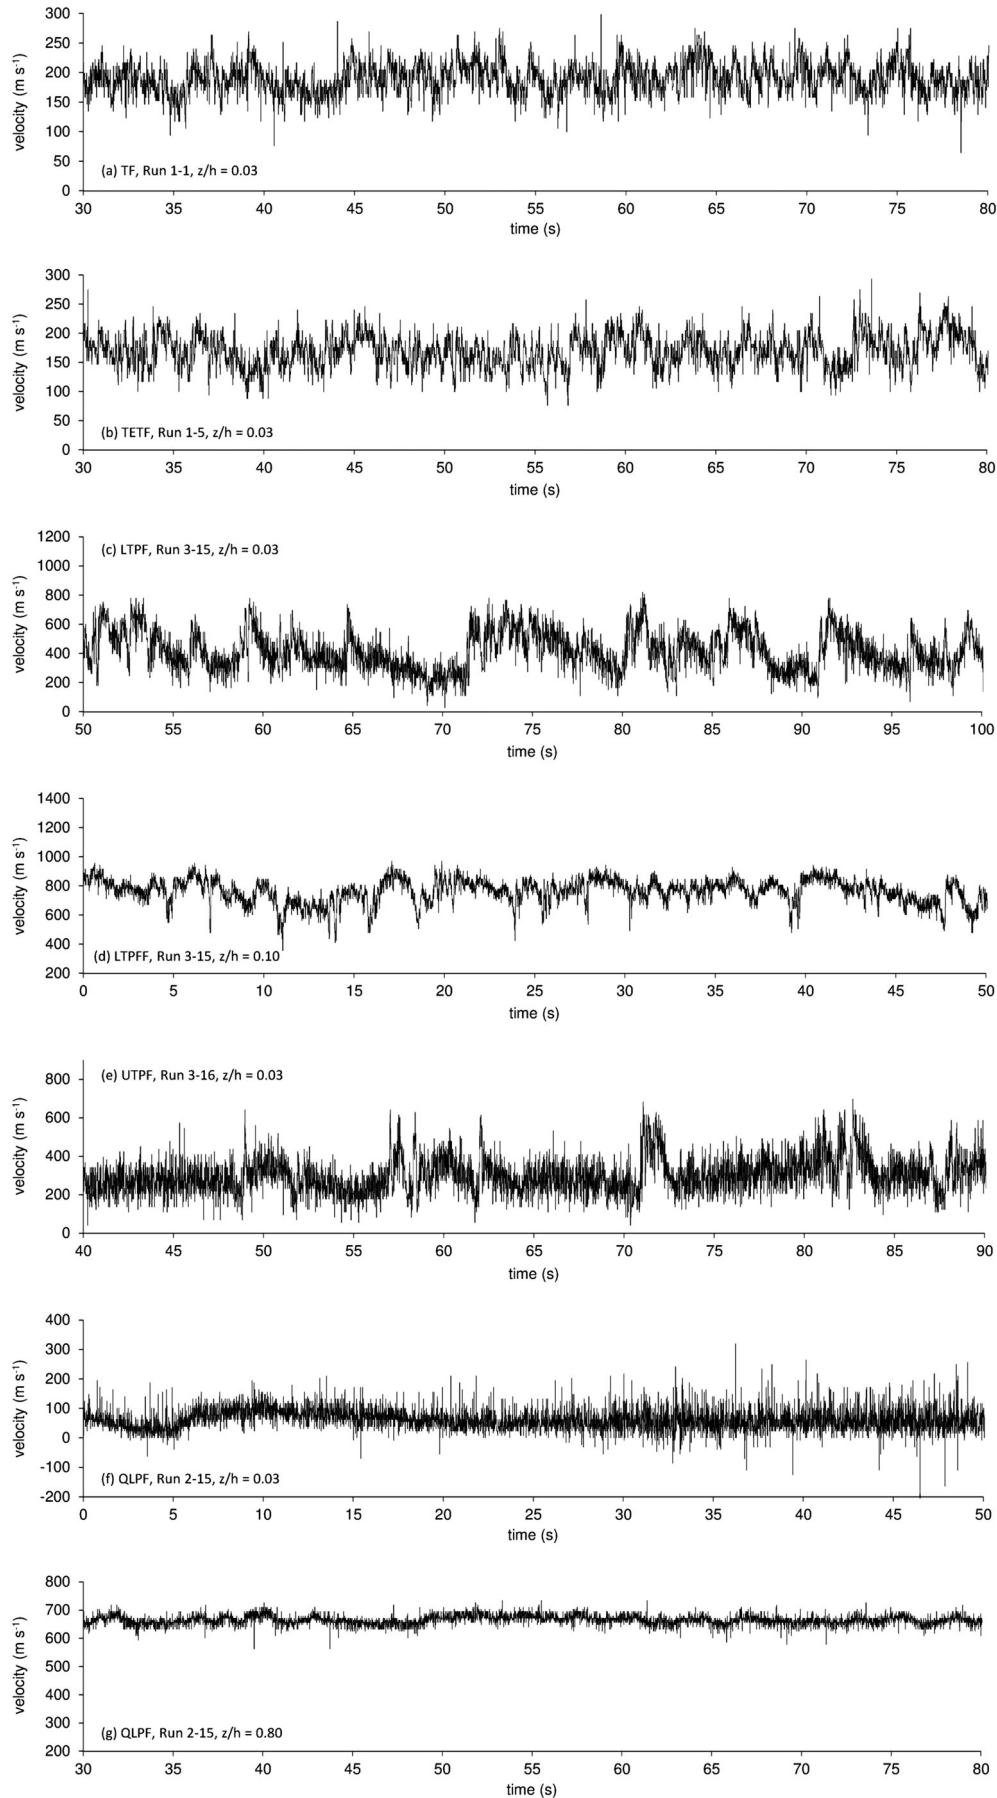 300
250
200
150
100
50
0
velocity (m s⁻¹)
(a) TF, Run 1-1, z/h = 0.03
30 35 40 45 50 55 60 65 70 75 80
time (s)
300
250
200
150
100
50
0
velocity (m s⁻¹)
(b) TETF, Run 1-5, z/h = 0.03
30 35 40 45 50 55 60 65 70 75 80
time (s)
1200
1000
800
600
400
200
0
velocity (m s⁻¹)
(c) LTPF, Run 3-15, z/h = 0.03
50 55 60 65 70 75 80 85 90 95 100
time (s)
1400
1200
1000
800
600
400
200
velocity (m s⁻¹)
(d) LTPFF, Run 3-15, z/h = 0.10
0 5 10 15 20 25 30 35 40 45 50
time (s)
800
600
400
200
0
velocity (m s⁻¹)
(e) UTPF, Run 3-16, z/h = 0.03
40 45 50 55 60 65 70 75 80 85 90
time (s)
400
300
200
100
0
-100
-200
velocity (m s⁻¹)
(f) QLPF, Run 2-15, z/h = 0.03
0 5 10 15 20 25 30 35 40 45 50
time (s)
800
700
600
500
400
300
200
velocity (m s⁻¹)
(g) QLPF, Run 2-15, z/h = 0.80
30 35 40 45 50 55 60 65 70 75 80
time (s)